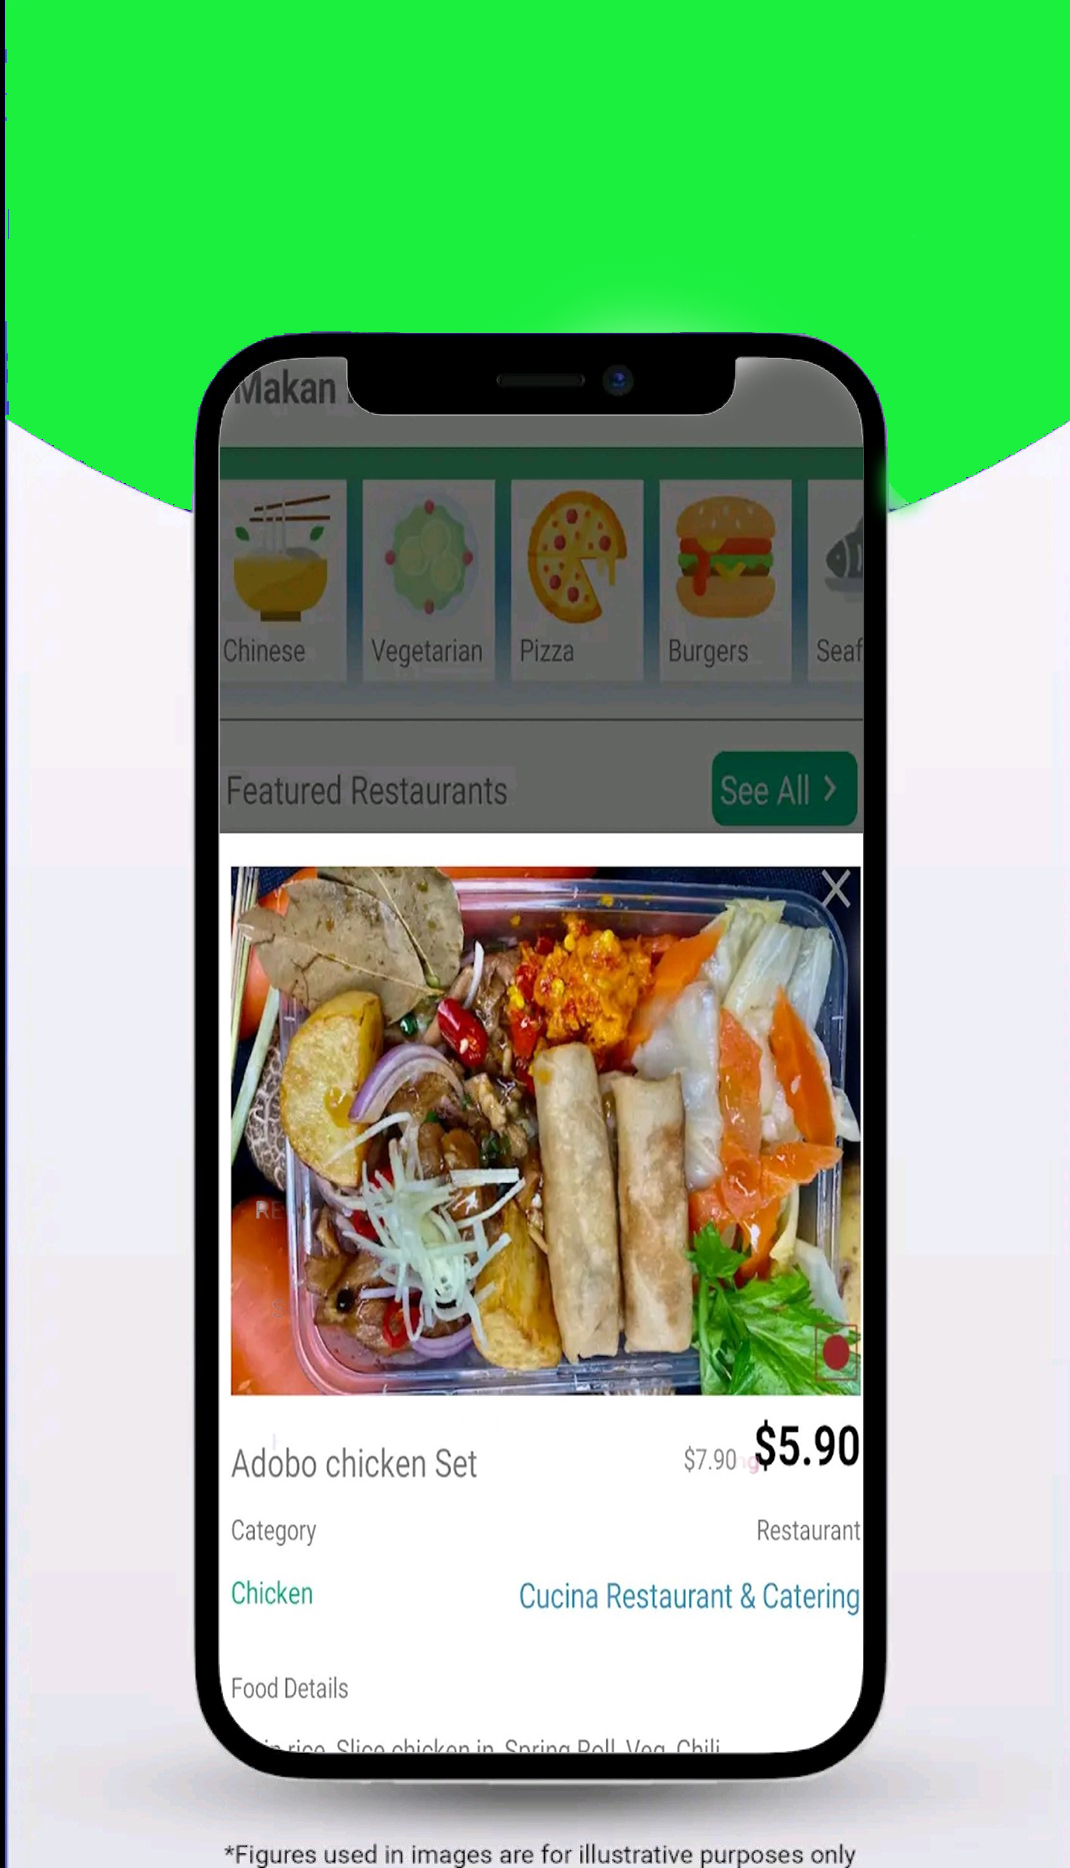 Makan
Chinese
Vegetarian
Pizza
Burgers
Seaf
Featured Restaurants
See All >
Adobo chicken Set
$7.90
$5.90
Category
Restaurant
Chicken
Cucina Restaurant & Catering
Food Details
rice, Slice chicken in, Spring Roll, Veg, Chili
*Figures used in images are for illustrative purposes only